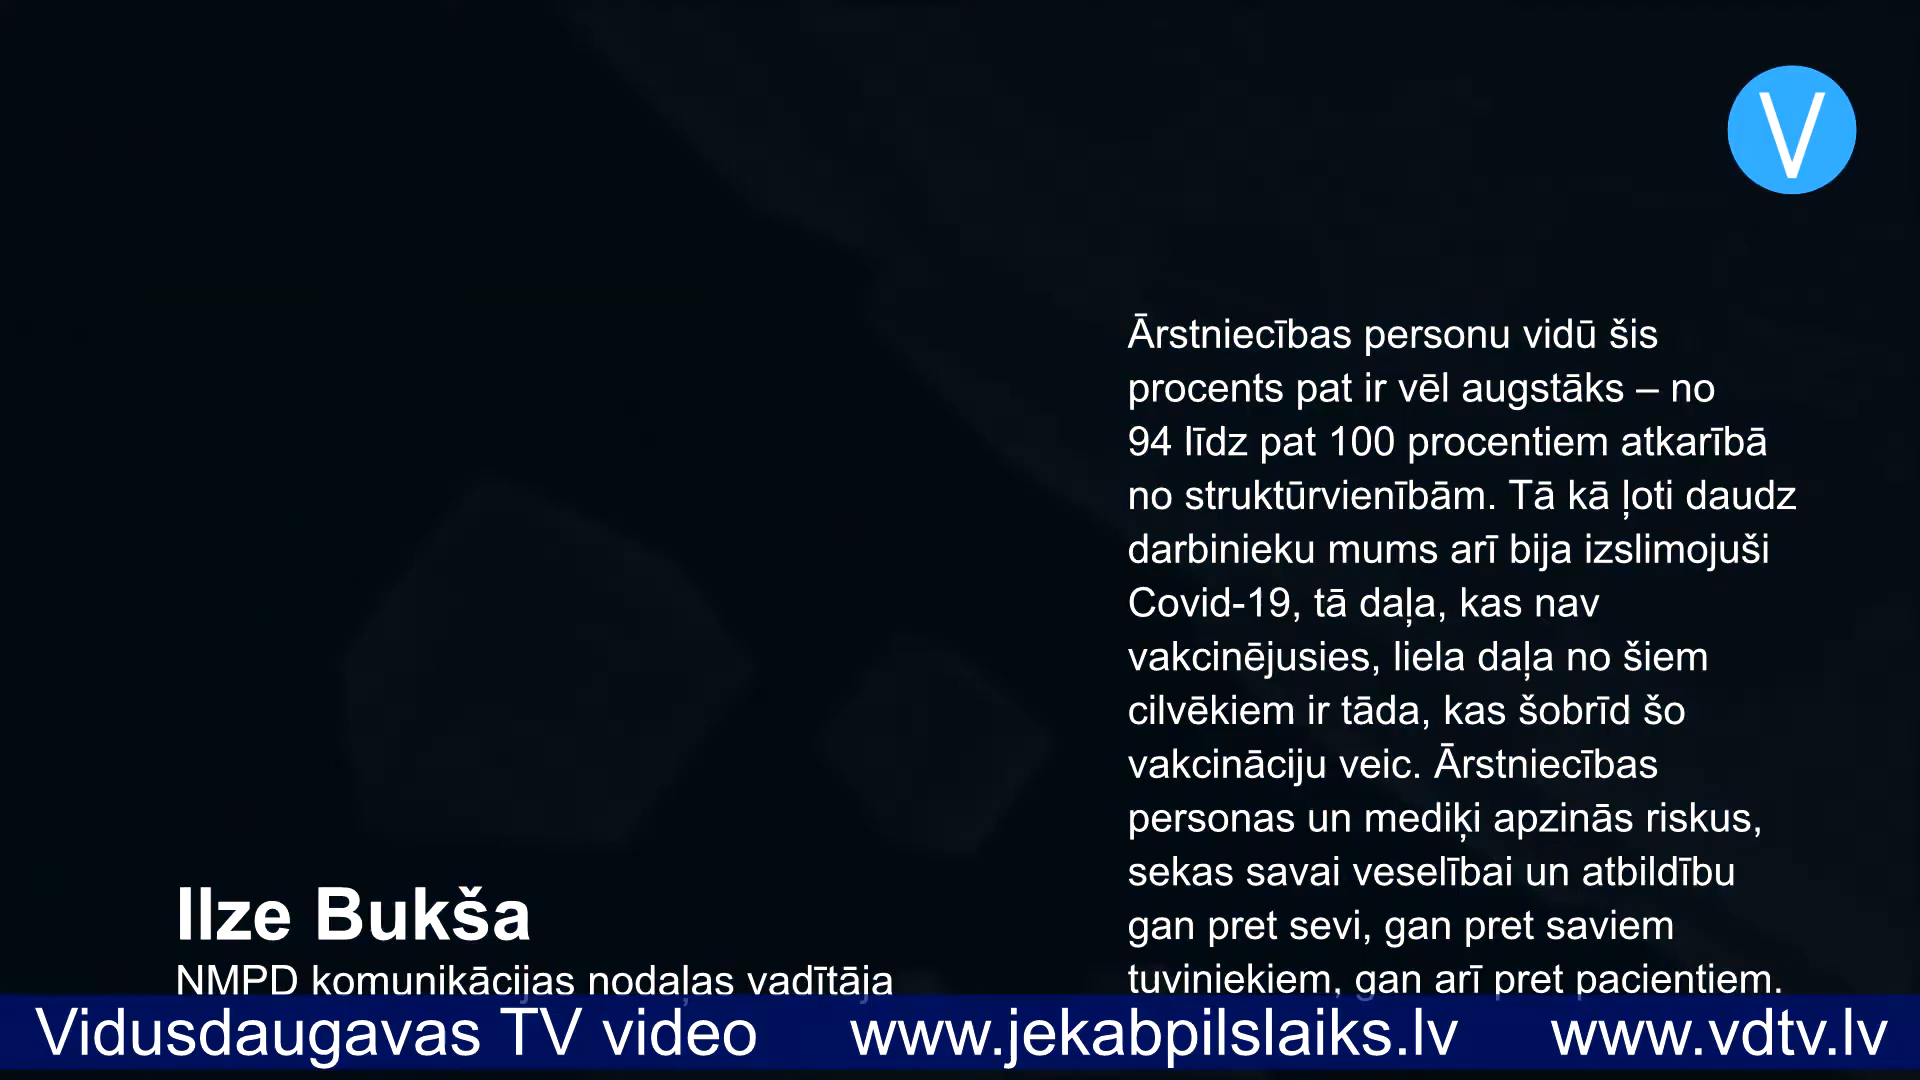 V
Ārstniecības personu vidū šis
procents pat ir vēl augstāks – no
94 līdz pat 100 procentiem atkarībā
no struktūrvienībām. Tā kā ļoti daudz
darbinieku mums arī bija izslimojuši
Covid-19, tā daļa, kas nav
vakcinējusies, liela daļa no šiem
cilvēkiem ir tāda, kas šobrīd šo
vakcināciju veic. Ārstniecības
personas un mediķi apzinās riskus,
sekas savai veselībai un atbildību
gan pret sevi, gan pret saviem
tuviniekiem, gan arī pret pacientiem.
Ilze Bukša
NMPD komunikācijas nodaļas vadītāja
Vidusdaugavas TV video www.jekabpilslaiks.lv www.vdtv.lv